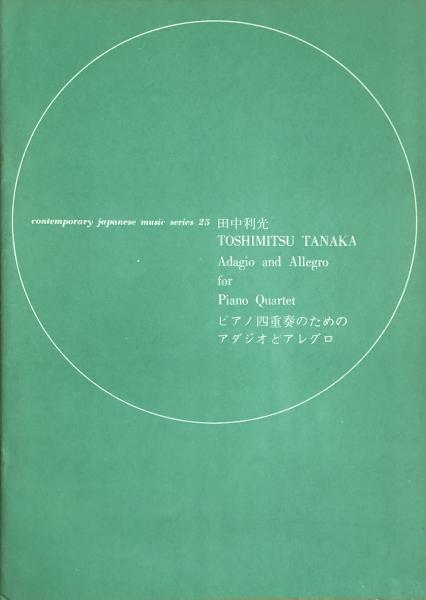 contemporary japanese music series 25
田中利光
TOSHIMITSU TANAKA
Adagio and Allegro
for
Piano Quartet
ピアノ四重奏のための
アダジオとアレグロ